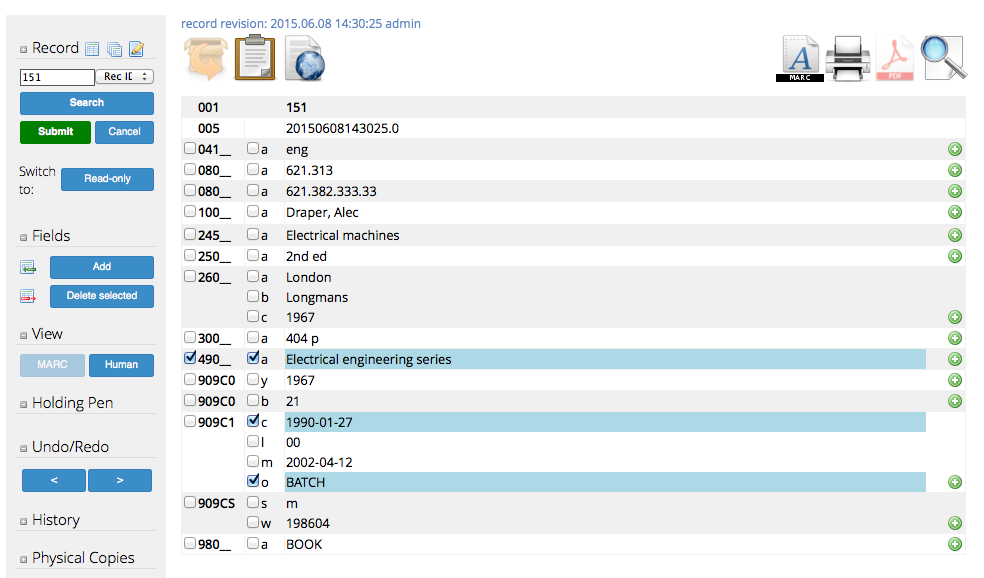 record revision: 2015.06.08 14:30:25 admin
Record
151 Rec ID
Search
Submit Cancel
Switch to: Read-only
Fields
Add
Delete selected
View
MARC Human
Holding Pen
Undo/Redo
< >
History
Physical Copies
A
MARC
PDF
001 151
005 20150608143025.0
041__ a eng
080__ a 621.313
080__ a 621.382.333.33
100__ a Draper, Alec
245__ a Electrical machines
250__ a 2nd ed
260__ a London
b Longmans
c 1967
300__ a 404 p
490__ a Electrical engineering series
909C0 y 1967
909C0 b 21
909C1 c 1990-01-27
l 00
m 2002-04-12
o BATCH
909CS s m
w 198604
980__ a BOOK